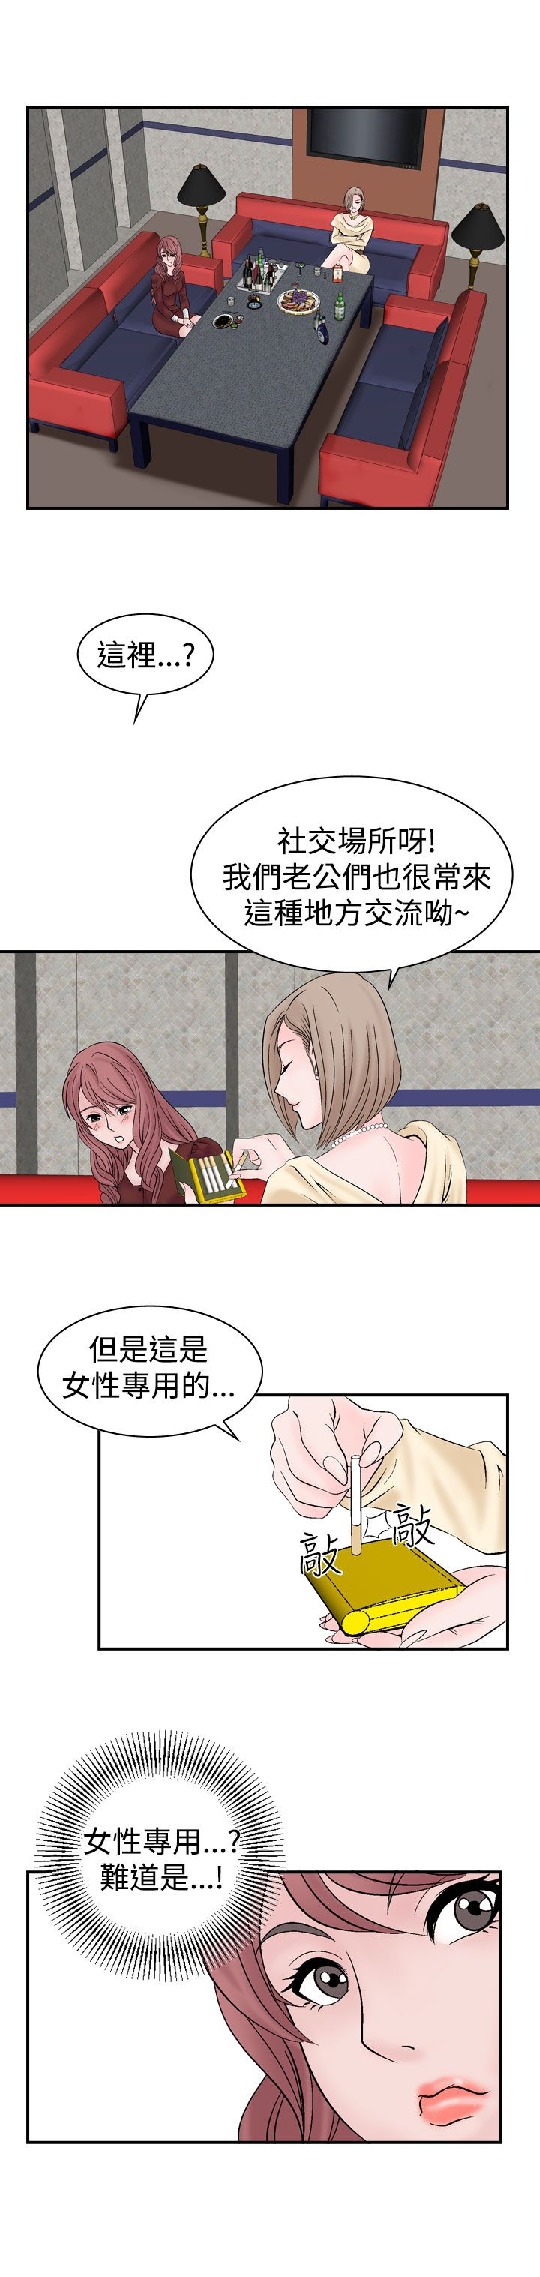 這裡...?
社交場所呀!
我們老公們也很常來
這種地方交流呦~
但是這是
女性專用的...
敲
敲
女性專用...?
難道是...!